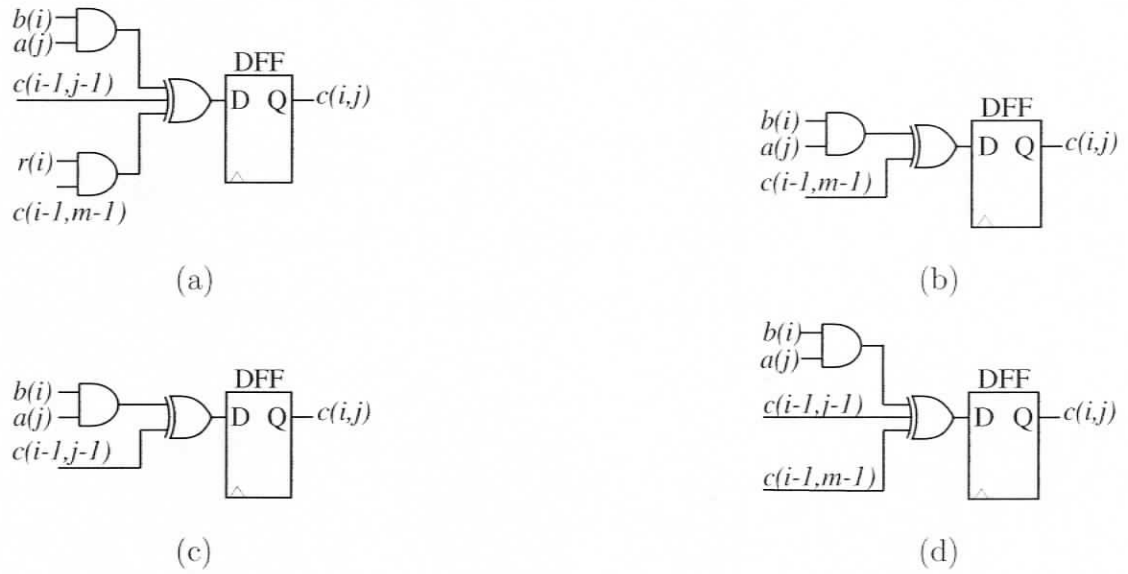 b(i)
a(j)
DFF
c(i-1,j-1)
D Q
c(i,j)
r(i)
c(i-1,m-1)
(a)
DFF
b(i)
a(j)
D Q
c(i,j)
c(i-1,m-1)
(b)
DFF
b(i)
a(j)
D Q
c(i,j)
c(i-1,j-1)
(c)
b(i)
a(j)
DFF
c(i-1,j-1)
D Q
c(i,j)
c(i-1,m-1)
(d)